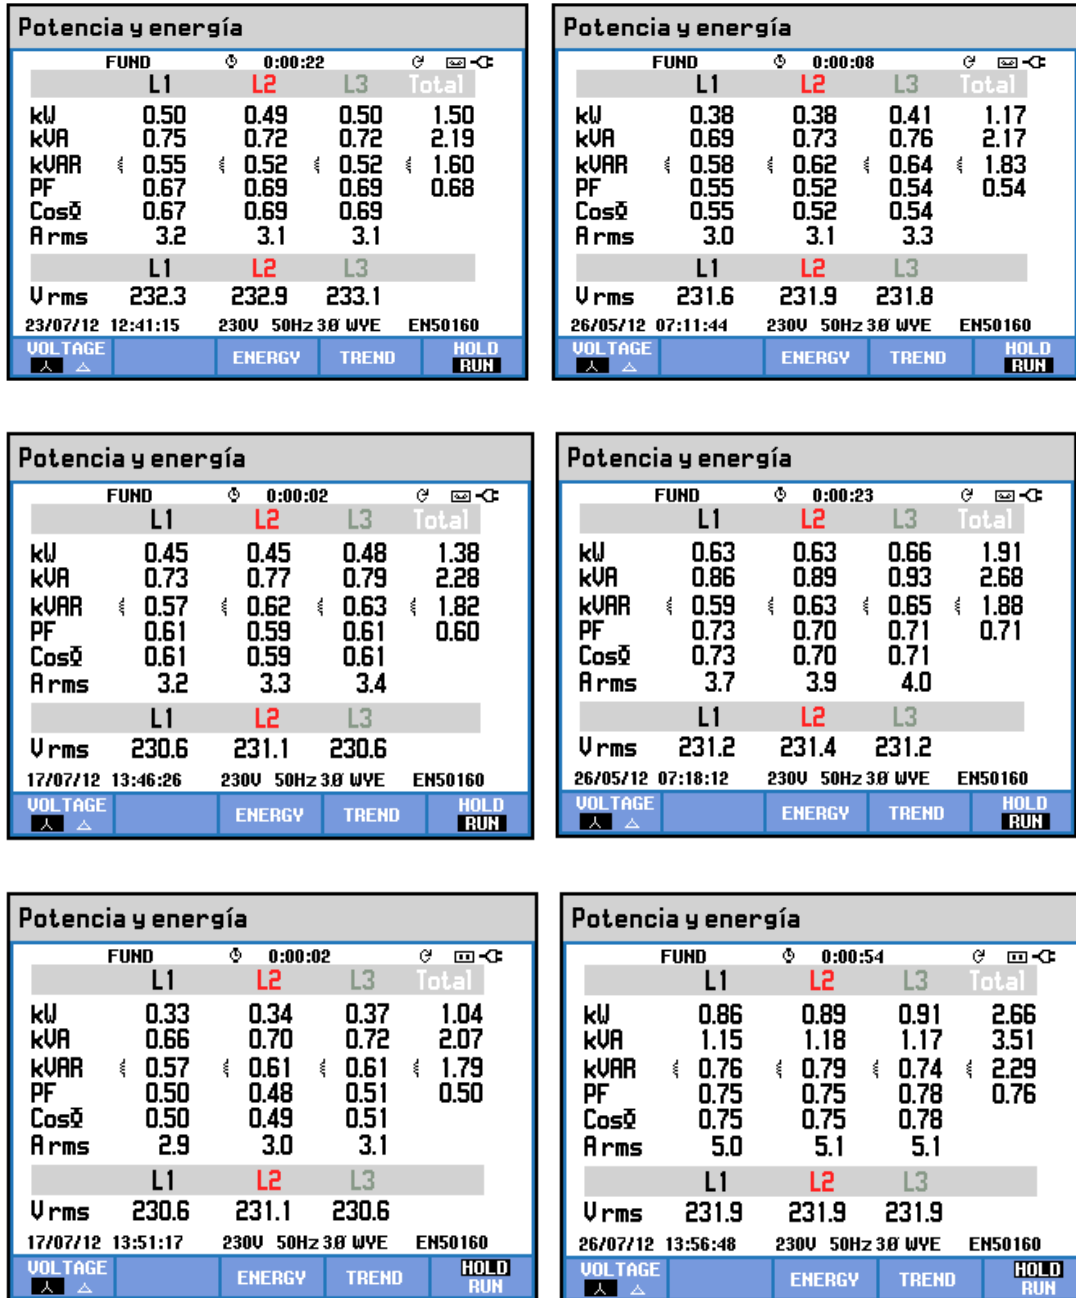 Potencia y energía
FUND 0:00:22
L1 L2 L3 Total
kW 0.50 0.49 0.50 1.50
kVA 0.75 0.72 0.72 2.19
kVAR 0.55 0.52 0.52 1.60
PF 0.67 0.69 0.69 0.68
CosΦ 0.67 0.69 0.69
A rms 3.2 3.1 3.1
L1 L2 L3
V rms 232.3 232.9 233.1
23/07/12 12:41:15 230V 50Hz 3Ø WYE EN50160
VOLTAGE ENERGY TREND HOLD
RUN
Potencia y energía
FUND 0:00:08
L1 L2 L3 Total
kW 0.38 0.38 0.41 1.17
kVA 0.69 0.73 0.76 2.17
kVAR 0.58 0.62 0.64 1.83
PF 0.55 0.52 0.54 0.54
CosΦ 0.55 0.52 0.54
A rms 3.0 3.1 3.3
L1 L2 L3
V rms 231.6 231.9 231.8
26/05/12 07:11:44 230V 50Hz 3Ø WYE EN50160
VOLTAGE ENERGY TREND HOLD
RUN
Potencia y energía
FUND 0:00:02
L1 L2 L3 Total
kW 0.45 0.45 0.48 1.38
kVA 0.73 0.77 0.79 2.28
kVAR 0.57 0.62 0.63 1.82
PF 0.61 0.59 0.61 0.60
CosΦ 0.61 0.59 0.61
A rms 3.2 3.3 3.4
L1 L2 L3
V rms 230.6 231.1 230.6
17/07/12 13:46:26 230V 50Hz 3Ø WYE EN50160
VOLTAGE ENERGY TREND HOLD
RUN
Potencia y energía
FUND 0:00:23
L1 L2 L3 Total
kW 0.63 0.63 0.66 1.91
kVA 0.86 0.89 0.93 2.68
kVAR 0.59 0.63 0.65 1.88
PF 0.73 0.70 0.71 0.71
CosΦ 0.73 0.70 0.71
A rms 3.7 3.9 4.0
L1 L2 L3
V rms 231.2 231.4 231.2
26/05/12 07:18:12 230V 50Hz 3Ø WYE EN50160
VOLTAGE ENERGY TREND HOLD
RUN
Potencia y energía
FUND 0:00:02
L1 L2 L3 Total
kW 0.33 0.34 0.37 1.04
kVA 0.66 0.70 0.72 2.07
kVAR 0.57 0.61 0.61 1.79
PF 0.50 0.48 0.51 0.50
CosΦ 0.50 0.49 0.51
A rms 2.9 3.0 3.1
L1 L2 L3
V rms 230.6 231.1 230.6
17/07/12 13:51:17 230V 50Hz 3Ø WYE EN50160
VOLTAGE ENERGY TREND HOLD
RUN
Potencia y energía
FUND 0:00:54
L1 L2 L3 Total
kW 0.86 0.89 0.91 2.66
kVA 1.15 1.18 1.17 3.51
kVAR 0.76 0.79 0.74 2.29
PF 0.75 0.75 0.78 0.76
CosΦ 0.75 0.75 0.78
A rms 5.0 5.1 5.1
L1 L2 L3
V rms 231.9 231.9 231.9
26/07/12 13:56:48 230V 50Hz 3Ø WYE EN50160
VOLTAGE ENERGY TREND HOLD
RUN